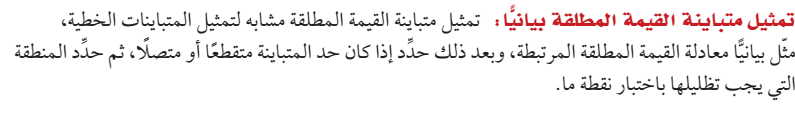 تمثيل متباينة القيمة المطلقة بيانيًّا: تمثيل متباينة القيمة المطلقة مشابه لتمثيل المتباينات الخطية،
مثّل بيانيًّا معادلة القيمة المطلقة المرتبطة، وبعد ذلك حدِّد إذا كان حد المتباينة متقطعًا أو متصلًا، ثم حدِّد المنطقة
التي يجب تظليلها باختبار نقطة ما.